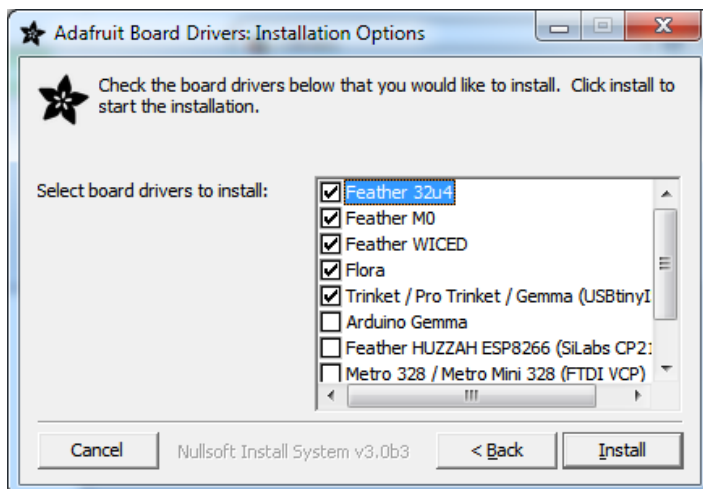 Adafruit Board Drivers: Installation Options
Check the board drivers below that you would like to install. Click install to
start the installation.
Select board drivers to install:
Feather 32u4
Feather M0
Feather WICED
Flora
Trinket / Pro Trinket / Gemma (USBtinyI
Arduino Gemma
Feather HUZZAH ESP8266 (SiLabs CP21
Metro 328 / Metro Mini 328 (FTDI VCP)
Cancel
Nullsoft Install System v3.0b3
< Back
Install